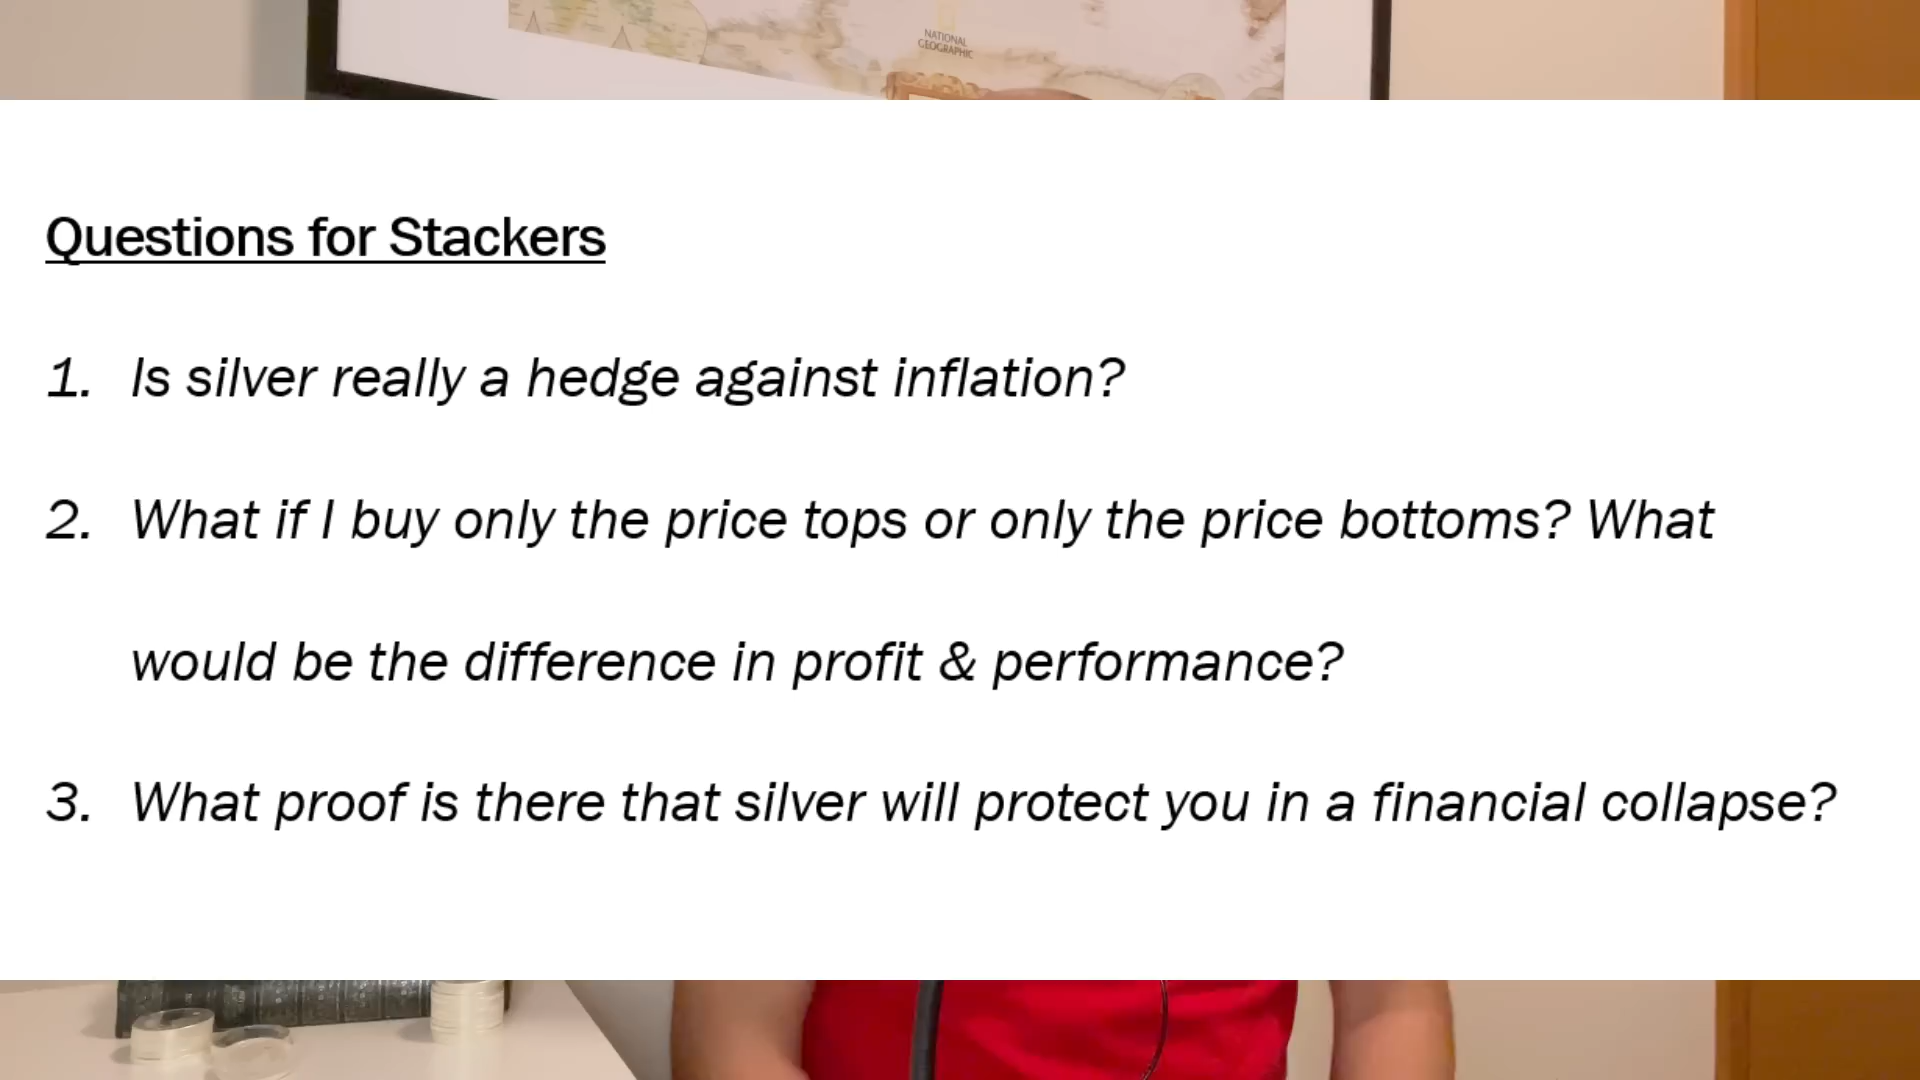 NATIONAL
GEOGRAPHIC
Questions for Stackers
1. Is silver really a hedge against inflation?
2. What if I buy only the price tops or only the price bottoms? What
would be the difference in profit & performance?
3. What proof is there that silver will protect you in a financial collapse?